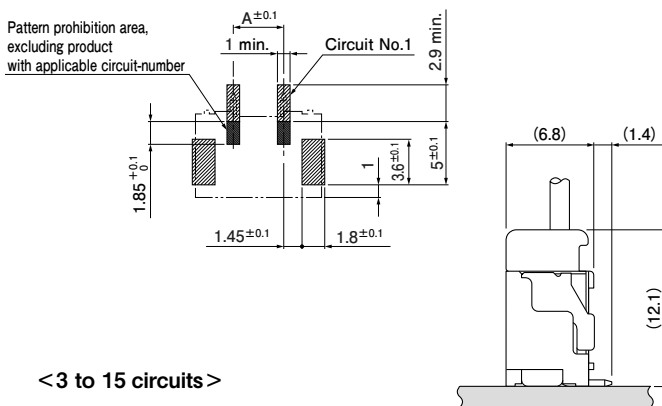 Pattern prohibition area,
excluding product
with applicable circuit-number
A±0.1
1 min.
Circuit No.1
2.9 min.
1.85 +0.1 0
1
3.6±0.1
5±0.1
1.45±0.1
1.8±0.1
(6.8)
(1.4)
(12.1)
<3 to 15 circuits>